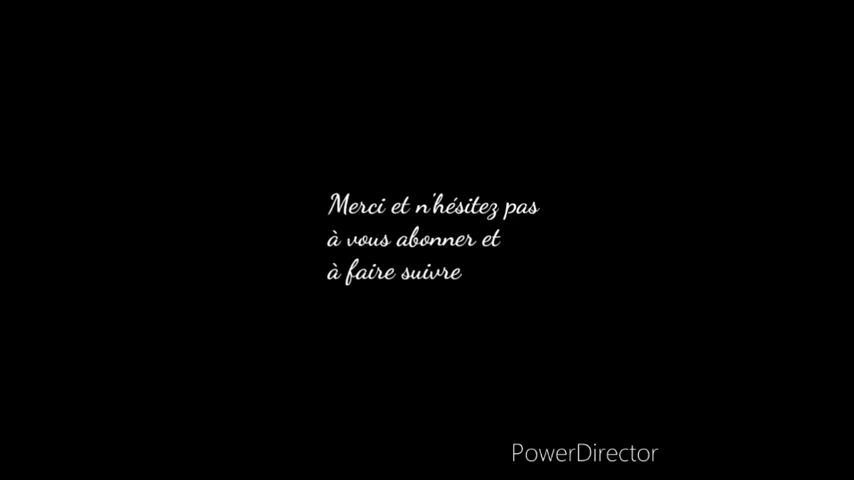 Merci et n'hésitez pas
à vous abonner et
à faire suivre
PowerDirector